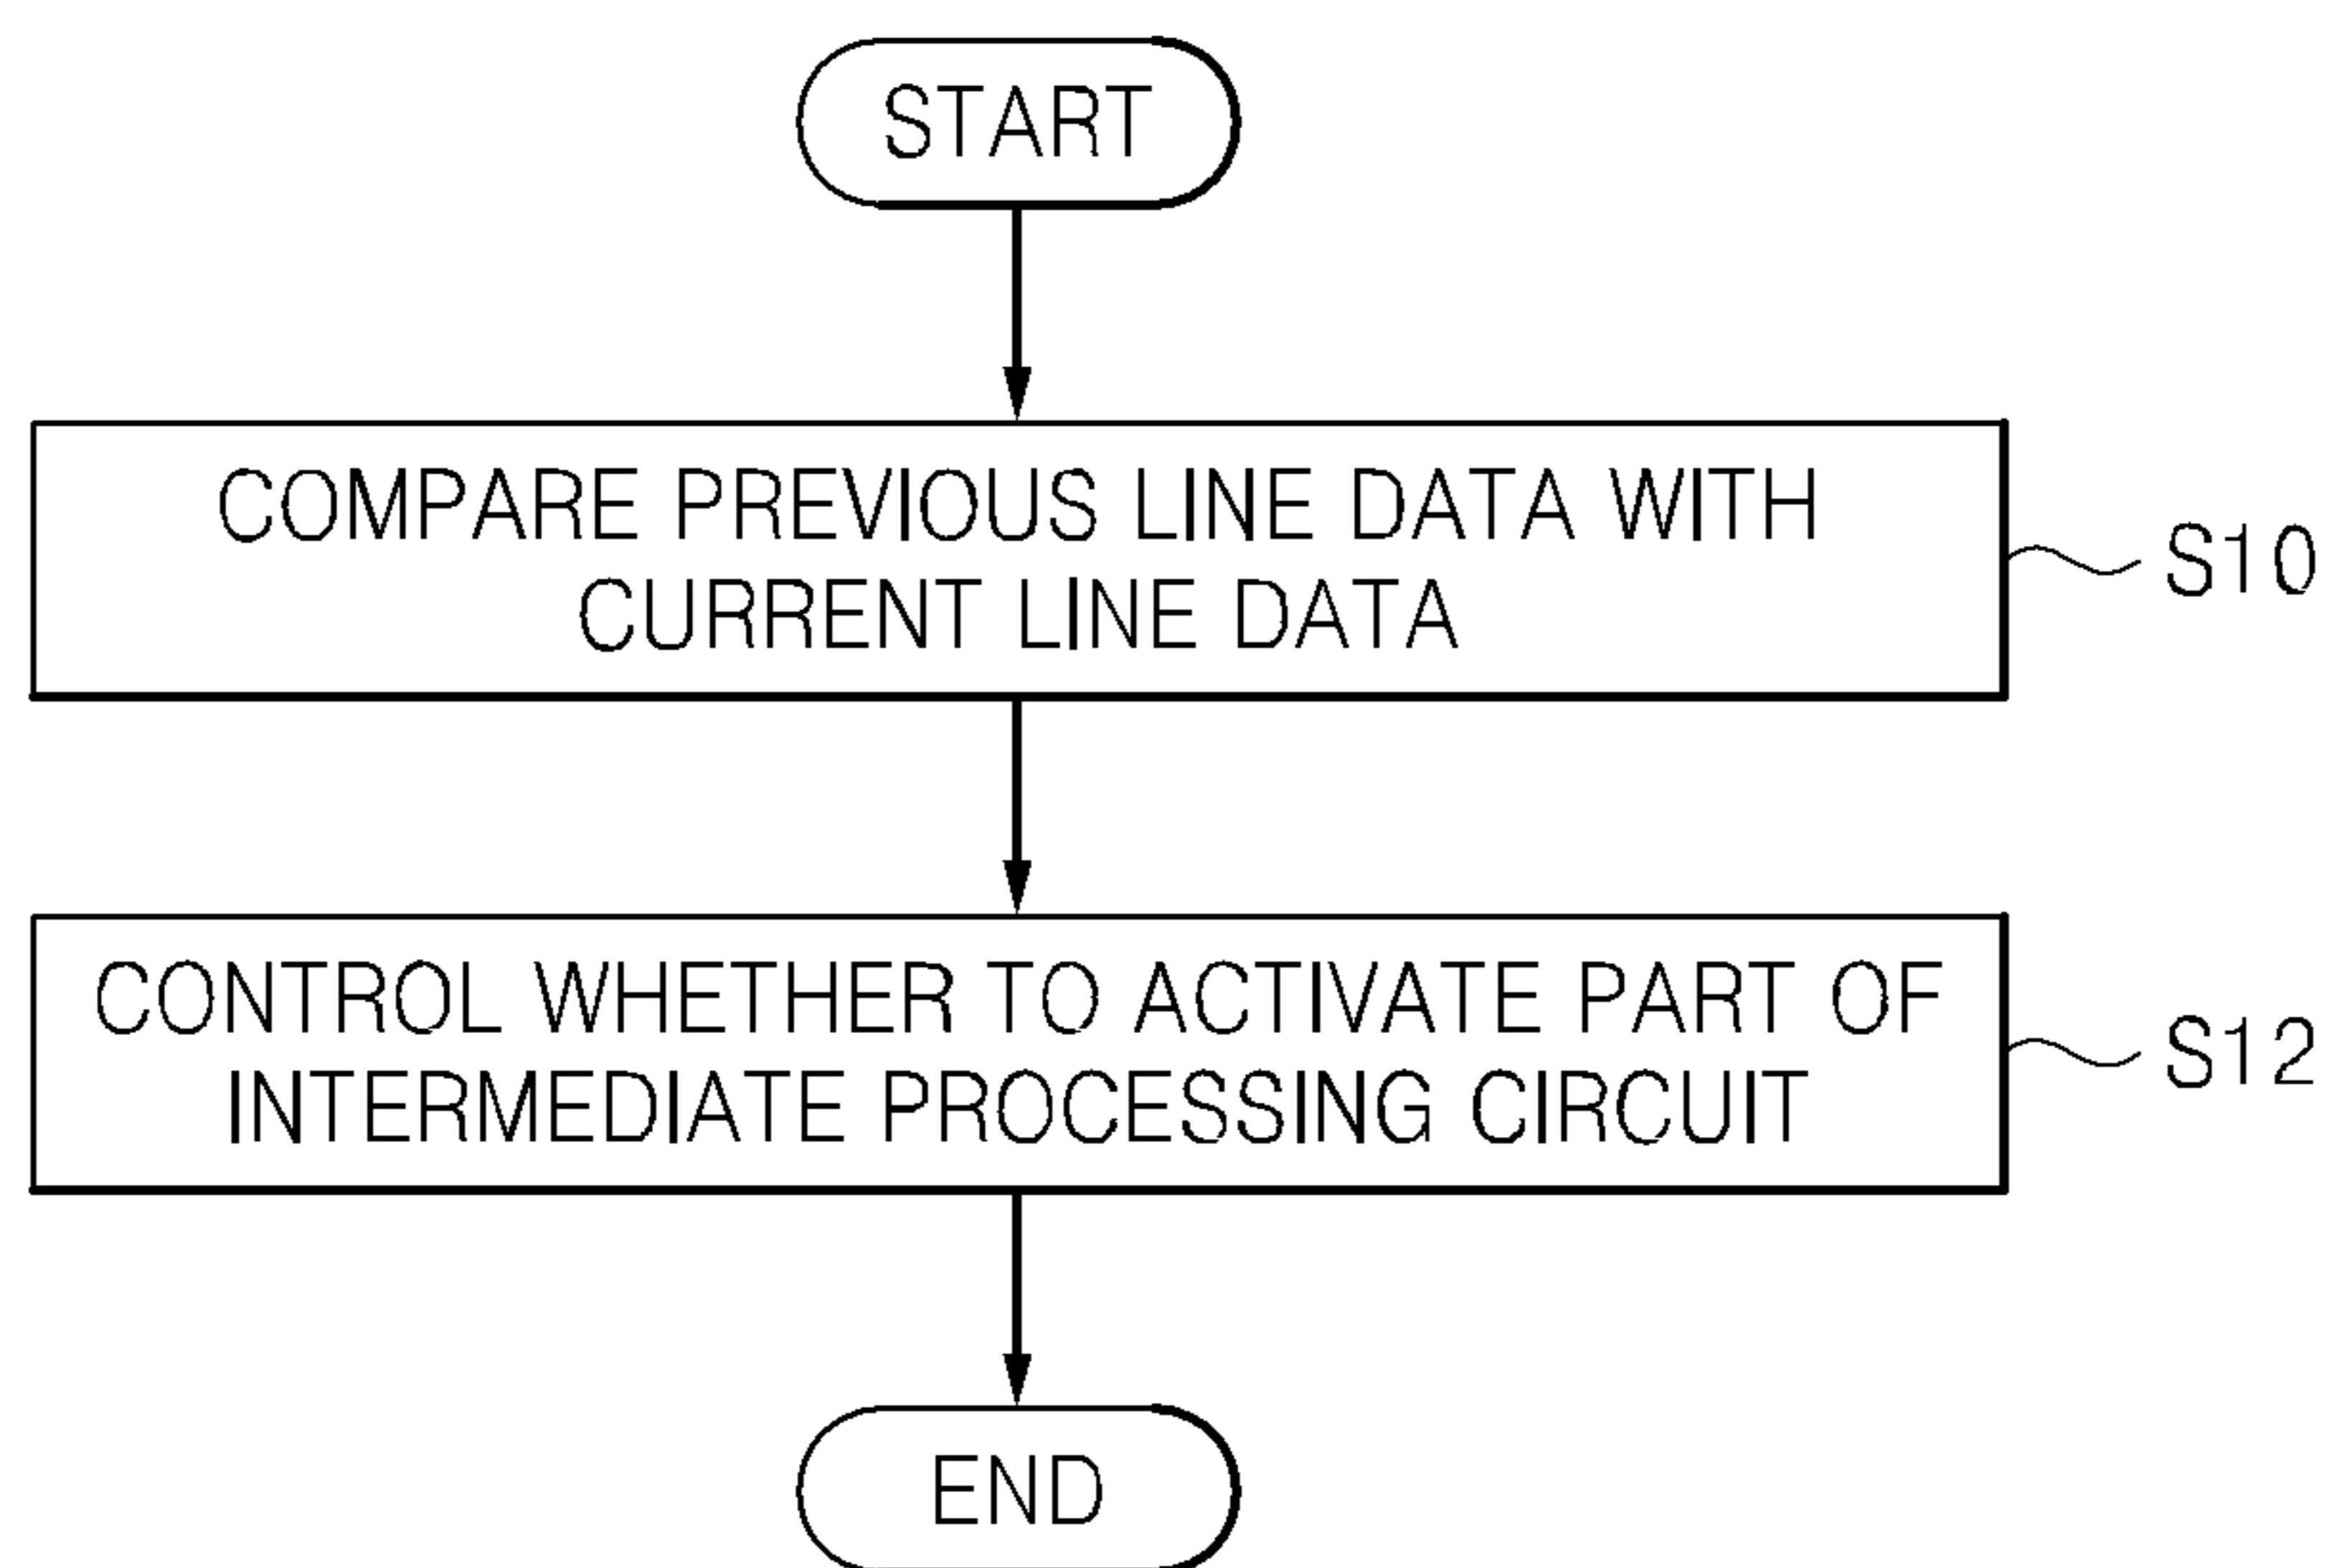 START
COMPARE PREVIOUS LINE DATA WITH
CURRENT LINE DATA
S10
CONTROL WHETHER TO ACTIVATE PART OF
INTERMEDIATE PROCESSING CIRCUIT
S12
END